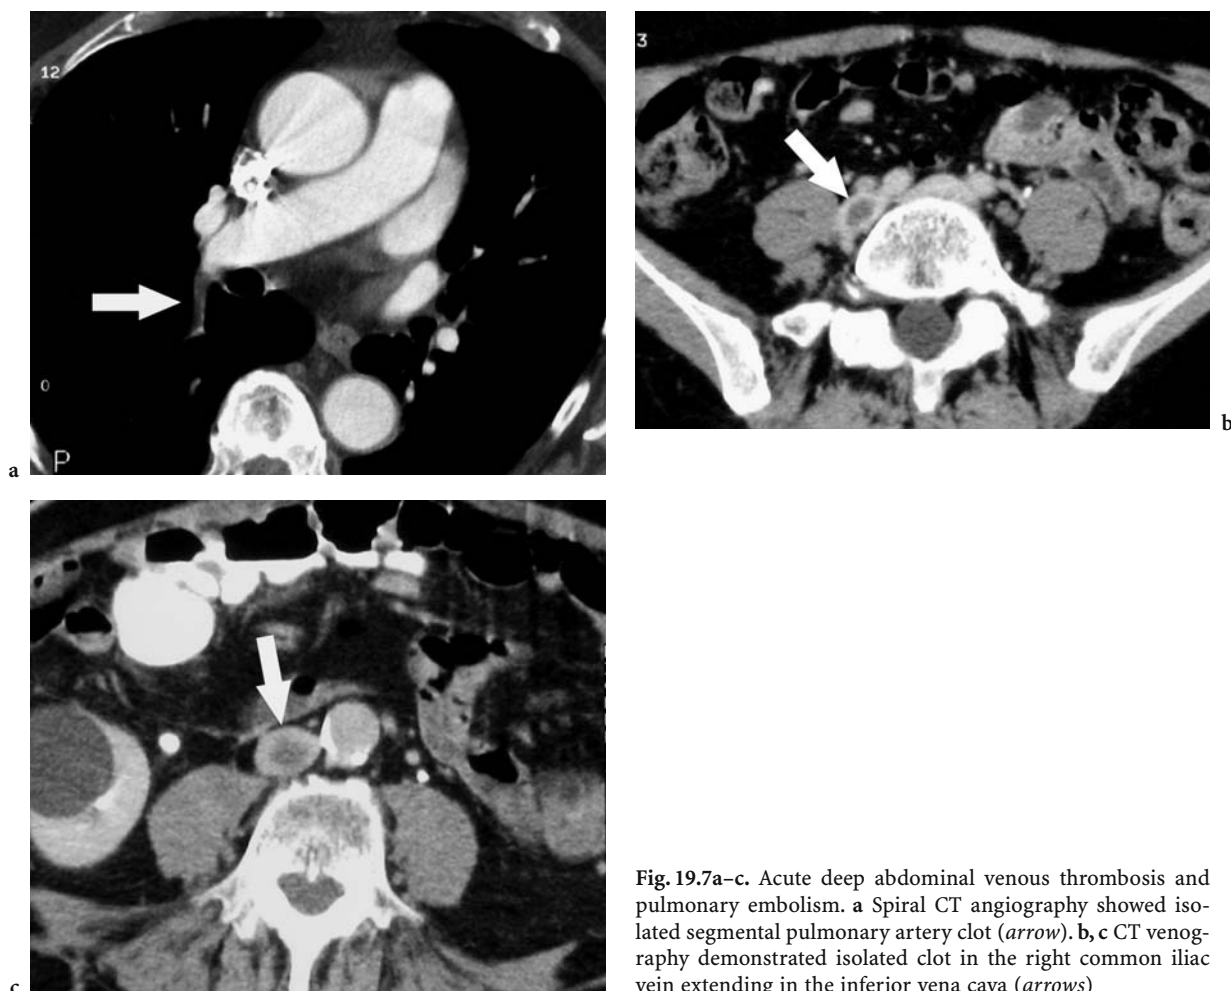 12
0
P
a
3
b
c
Fig. 19.7a–c. Acute deep abdominal venous thrombosis and
pulmonary embolism. a Spiral CT angiography showed iso-
lated segmental pulmonary artery clot (arrow). b, c CT venog-
raphy demonstrated isolated clot in the right common iliac
vein extending in the inferior vena cava (arrows)